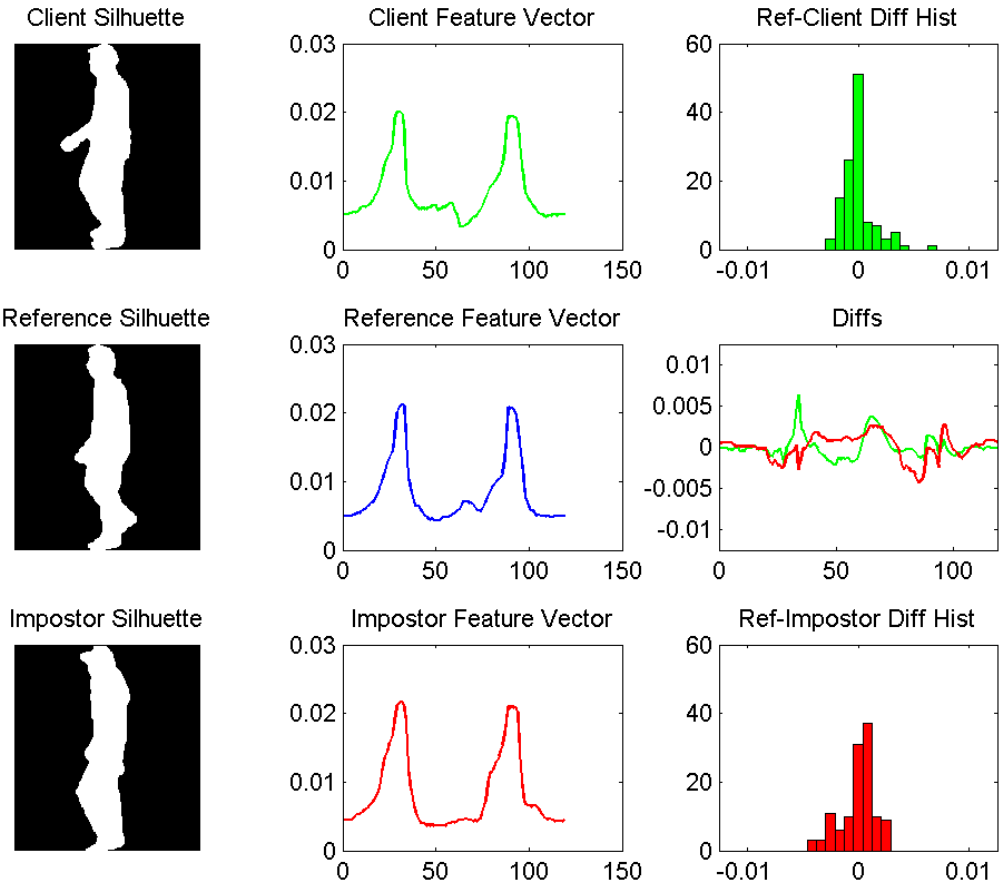 Client Silhuette
Client Feature Vector
Ref-Client Diff Hist
0.03
0.02
0.01
0
0 50 100 150
60
40
20
0
-0.01 0 0.01
Reference Silhuette
Reference Feature Vector
Diffs
0.03
0.02
0.01
0
0 50 100 150
0.01
0.005
0
-0.005
-0.01
0 50 100
Impostor Silhuette
Impostor Feature Vector
Ref-Impostor Diff Hist
0.03
0.02
0.01
0
0 50 100 150
60
40
20
0
-0.01 0 0.01